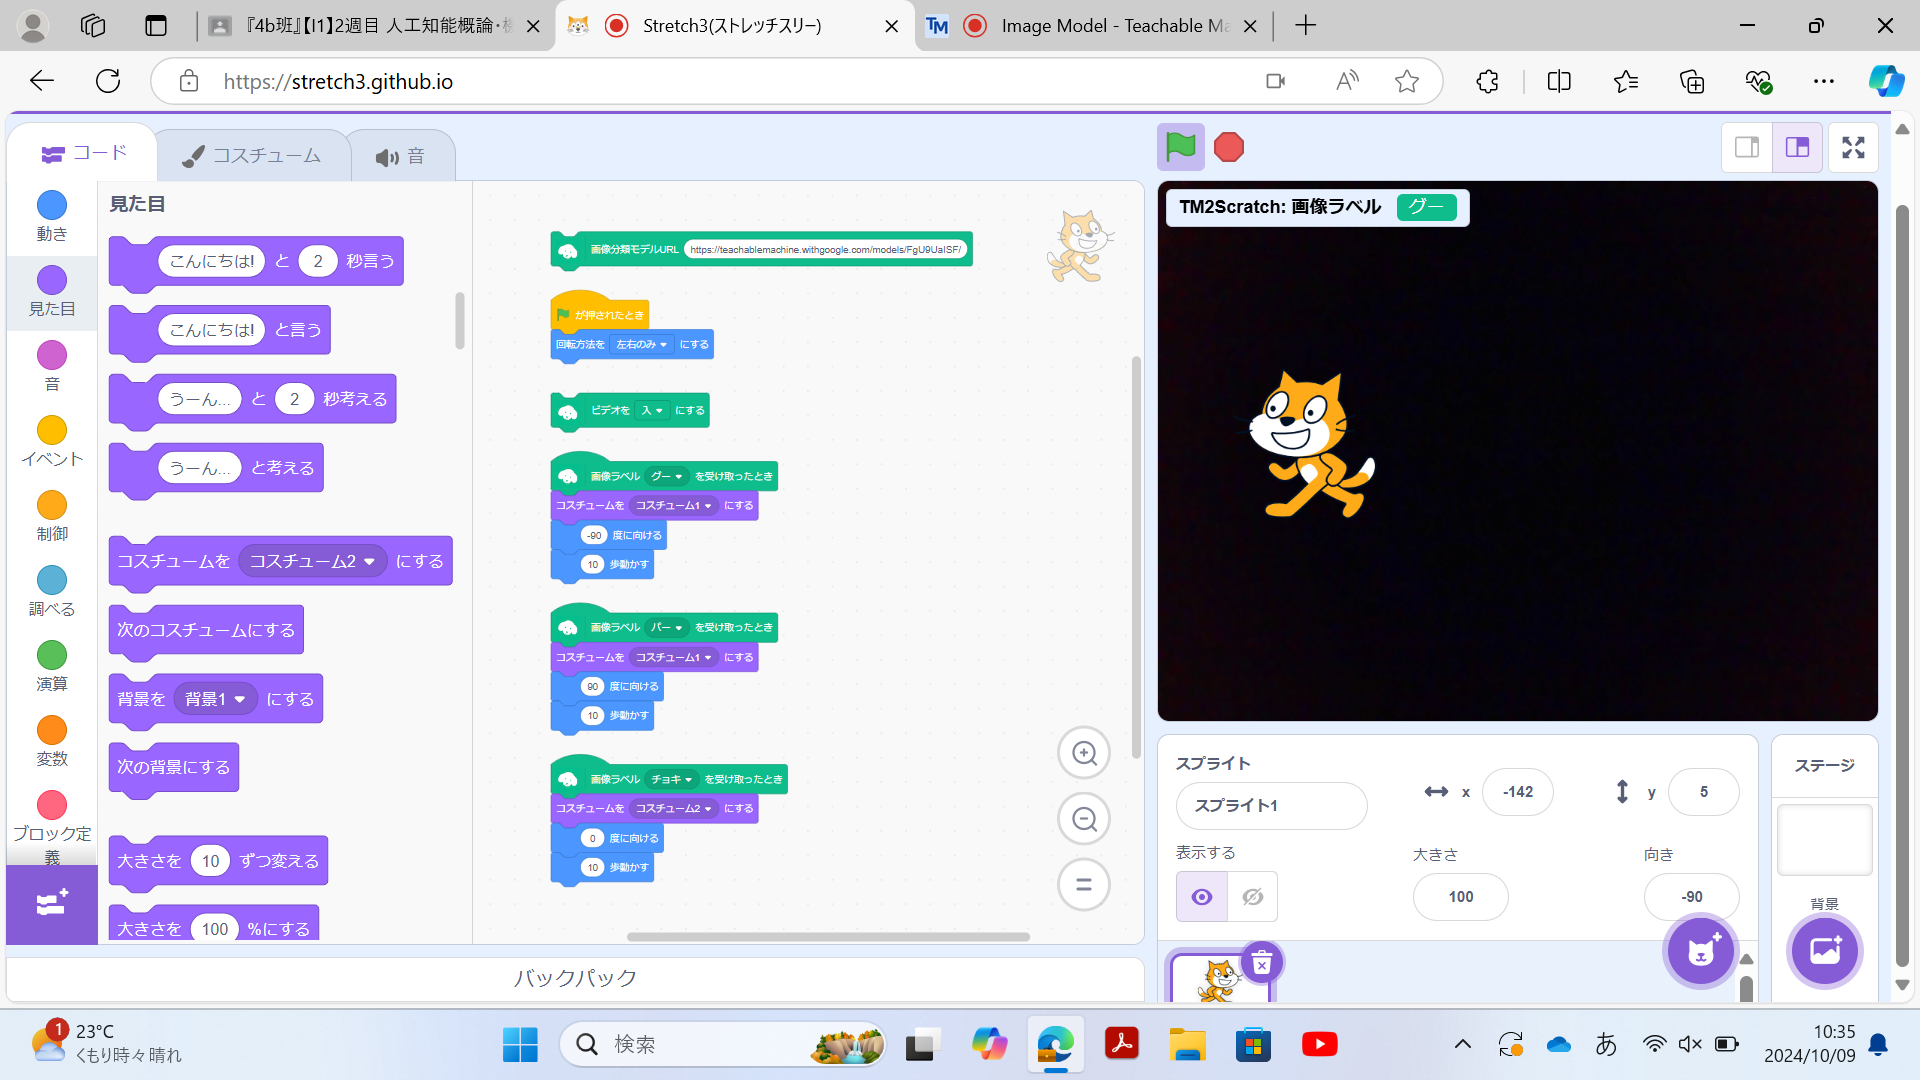 『4b班』【I1】2週目 人工知能概論・機
Stretch3(ストレッチスリー)
Image Model - Teachable Ma
https://stretch3.github.io
コード
コスチューム
音
TM2Scratch: 画像ラベル グー
動き
見た目
音
イベント
制御
調べる
演算
変数
ブロック定義
見た目
こんにちは! と 2 秒言う
こんにちは! と言う
うーん... と 2 秒考える
うーん... と考える
コスチュームを コスチューム2 にする
次のコスチュームにする
背景を 背景1 にする
次の背景にする
大きさを 10 ずつ変える
大きさを 100 %にする
画像分類モデルURL https://teachablemachine.withgoogle.com/models/FgU9UaISF/
が押されたとき
回転方法を 左右のみ にする
ビデオを 入 にする
画像ラベル グー を受け取ったとき
コスチュームを コスチューム1 にする
-90 度に向ける
10 歩動かす
画像ラベル パー を受け取ったとき
コスチュームを コスチューム1 にする
90 度に向ける
10 歩動かす
画像ラベル チョキ を受け取ったとき
コスチュームを コスチューム2 にする
0 度に向ける
10 歩動かす
バックパック
スプライト
スプライト1
x -142
y 5
表示する
大きさ
100
向き
-90
ステージ
背景
1
23°C
くもり時々晴れ
検索
あ
10:35
2024/10/09